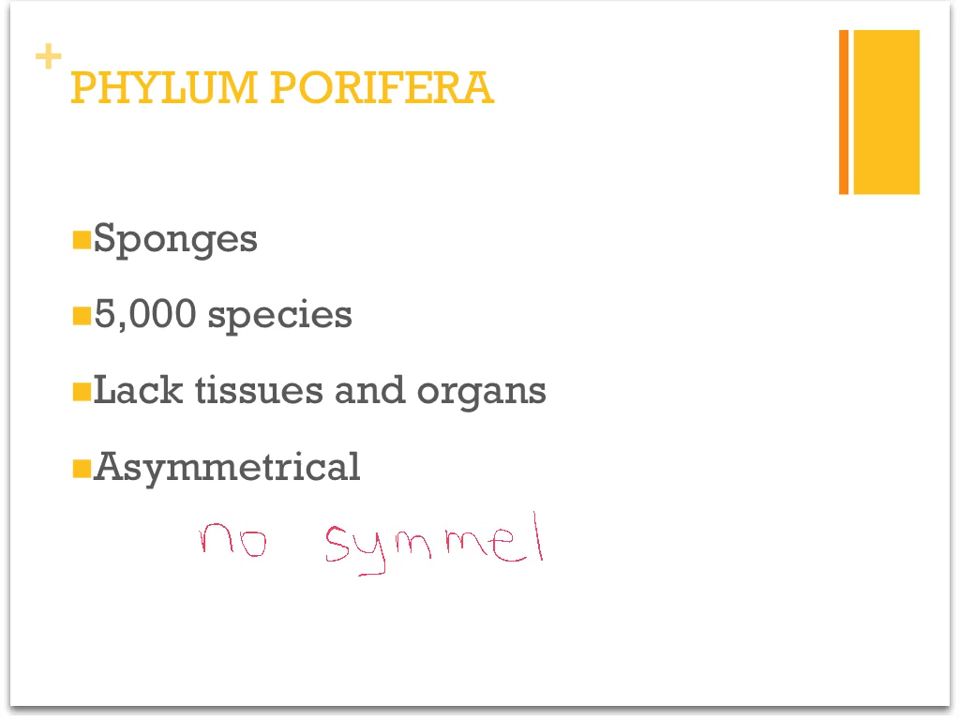 +
PHYLUM PORIFERA
Sponges
5,000 species
Lack tissues and organs
Asymmetrical
no symmel